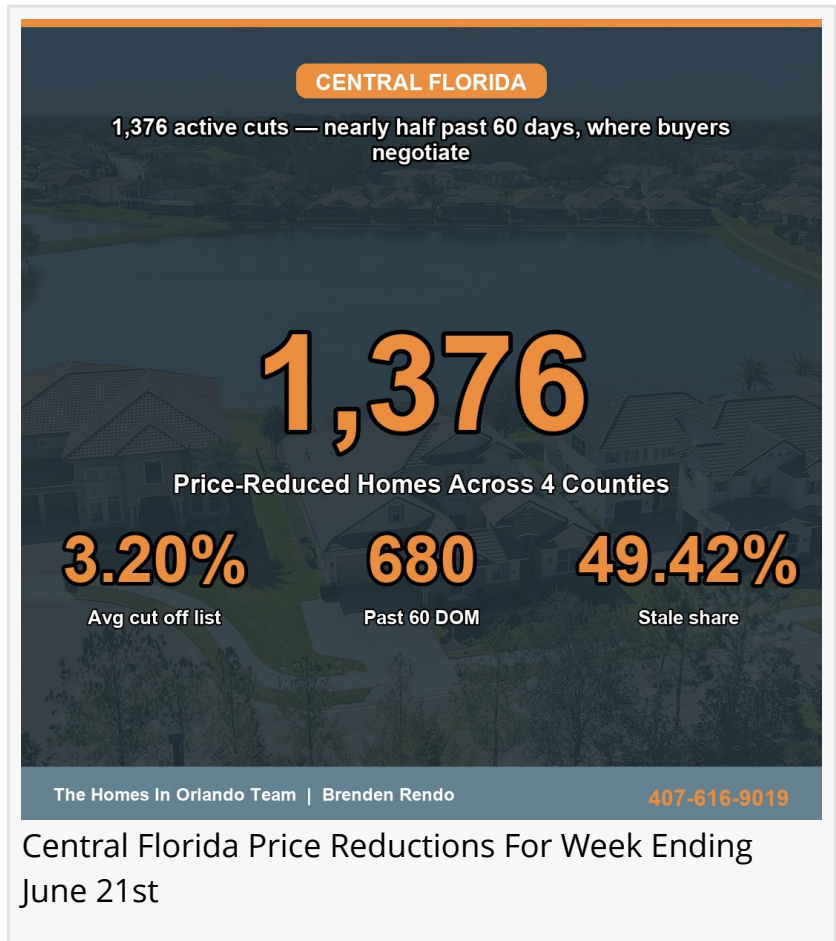 CENTRAL FLORIDA
1,376 active cuts — nearly half past 60 days, where buyers
negotiate
1,376
Price-Reduced Homes Across 4 Counties
3.20% 680 49.42%
Avg cut off list Past 60 DOM Stale share
The Homes In Orlando Team | Brenden Rendo 407-616-9019
Central Florida Price Reductions For Week Ending
June 21st